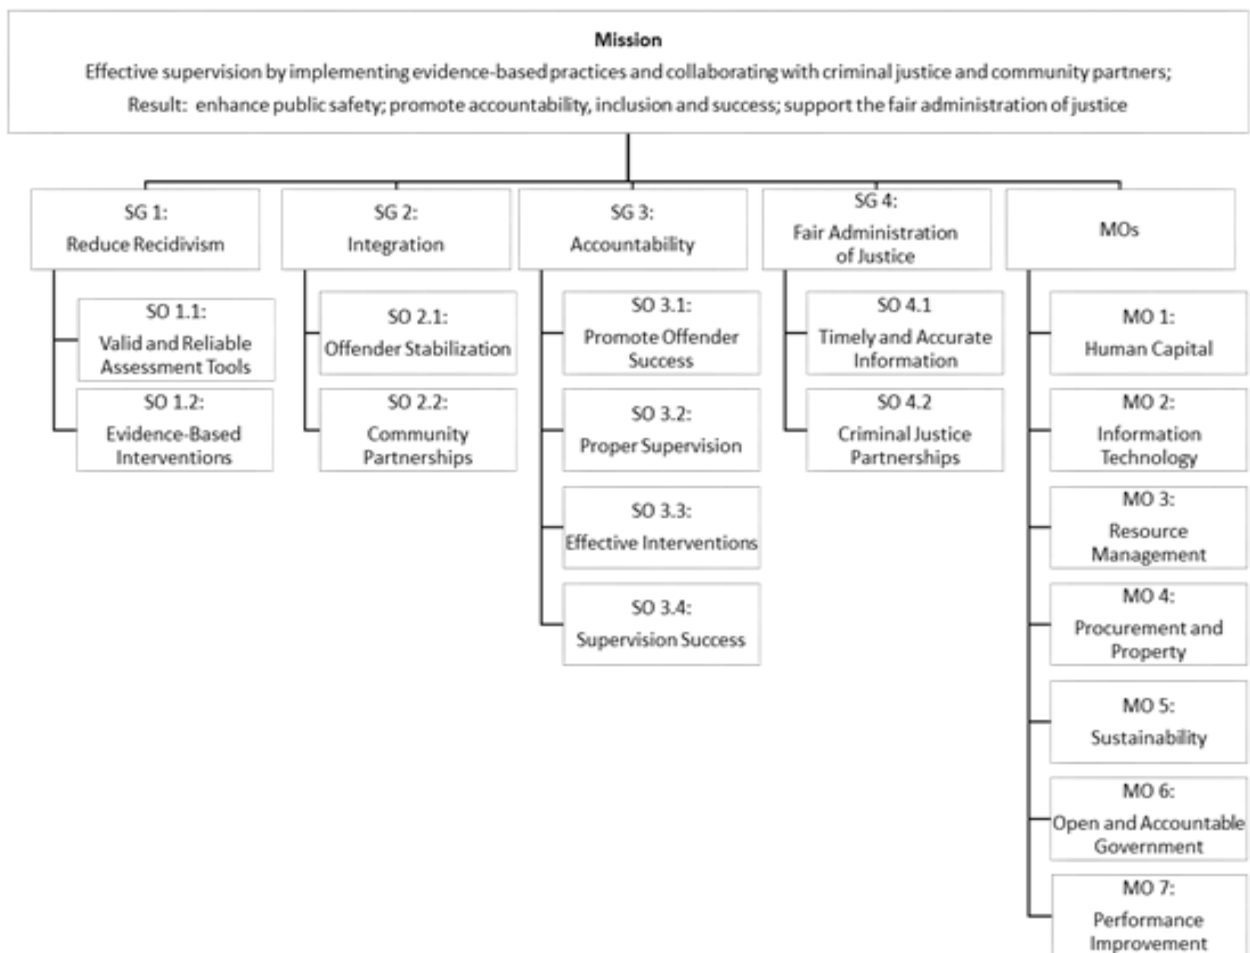 Mission
Effective supervision by implementing evidence-based practices and collaborating with criminal justice and community partners;
Result: enhance public safety; promote accountability, inclusion and success; support the fair administration of justice
SG 1:
Reduce Recidivism
SO 1.1:
Valid and Reliable
Assessment Tools
SO 1.2:
Evidence-Based
Interventions
SG 2:
Integration
SO 2.1:
Offender Stabilization
SO 2.2:
Community
Partnerships
SG 3:
Accountability
SO 3.1:
Promote Offender
Success
SO 3.2:
Proper Supervision
SO 3.3:
Effective Interventions
SO 3.4:
Supervision Success
SG 4:
Fair Administration
of Justice
SO 4.1
Timely and Accurate
Information
SO 4.2
Criminal Justice
Partnerships
MOs
MO 1:
Human Capital
MO 2:
Information
Technology
MO 3:
Resource
Management
MO 4:
Procurement and
Property
MO 5:
Sustainability
MO 6:
Open and Accountable
Government
MO 7:
Performance
Improvement